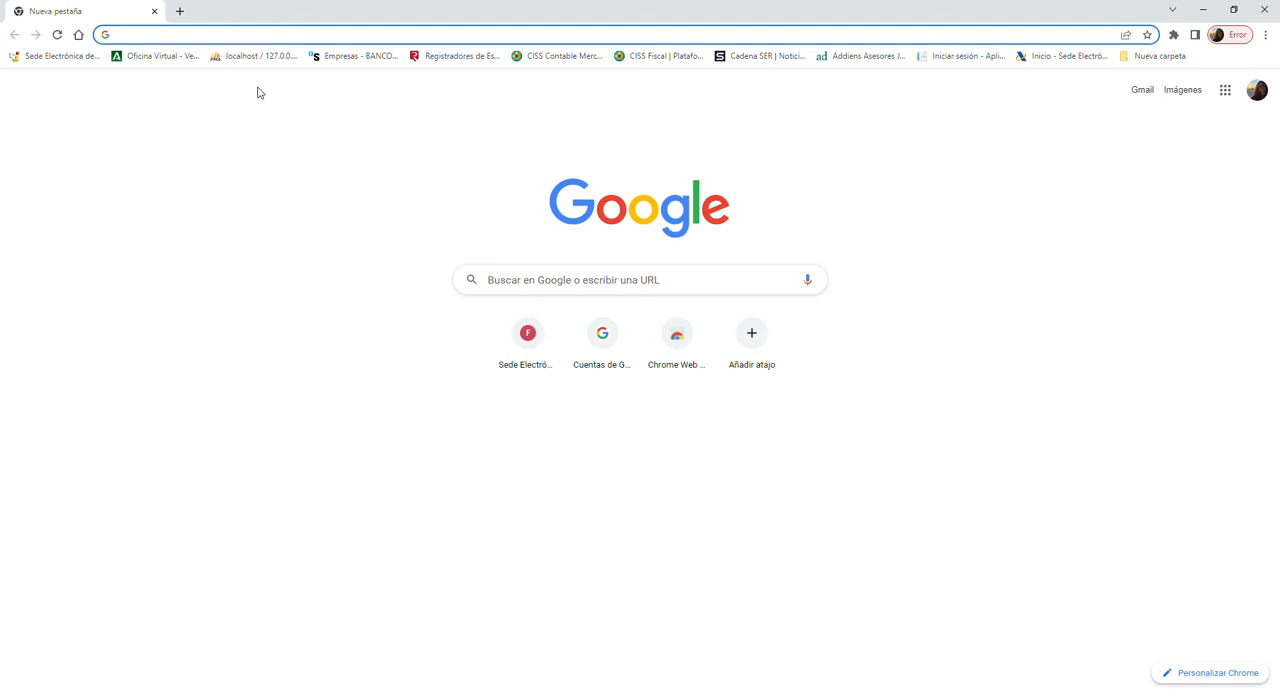 Nueva pestaña
Error
Sede Electrónica de...
Oficina Virtual - Ve...
localhost / 127.0.0....
Empresas - BANCO...
Registradores de Es...
CISS Contable Merc...
CISS Fiscal | Platafo...
Cadena SER | Notici...
Addiens Asesores J...
Iniciar sesión - Apli...
Inicio - Sede Electró...
Nueva carpeta
Gmail Imágenes
Google
Buscar en Google o escribir una URL
F
Sede Electró...
Cuentas de G...
Chrome Web ...
Añadir atajo
Personalizar Chrome